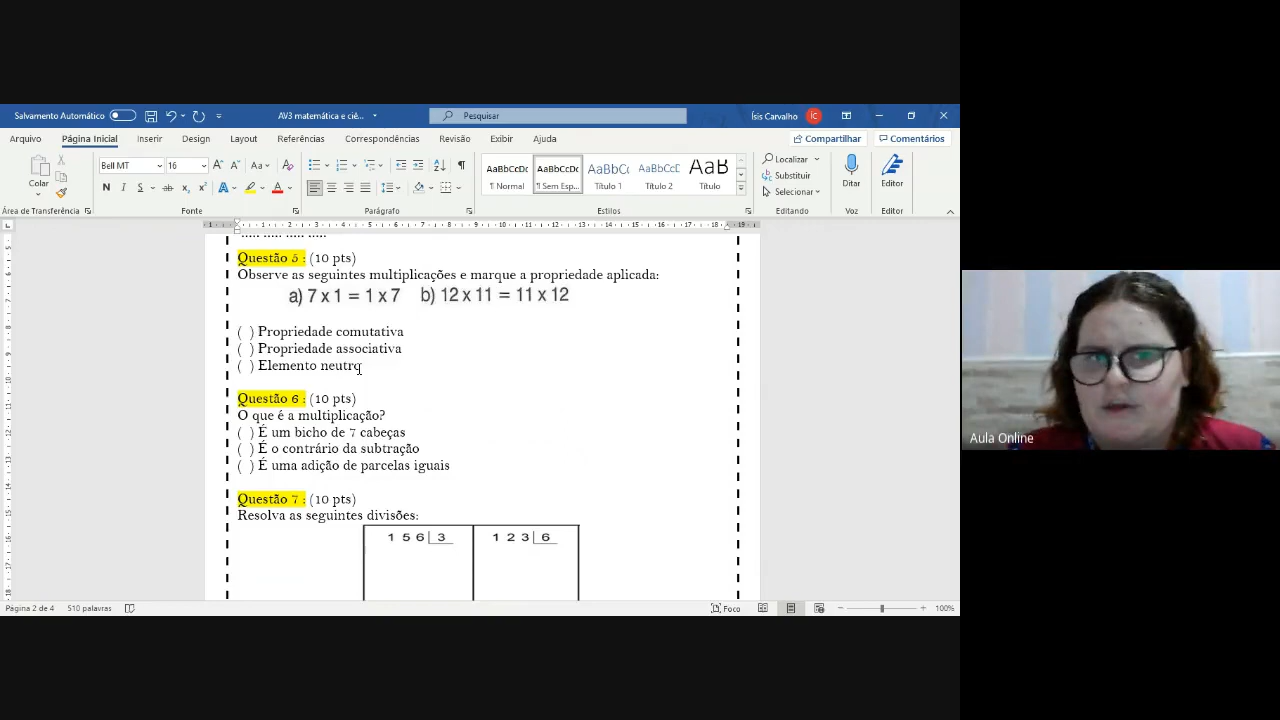 Salvamento Automático
AV3 matemática e ciê...
Pesquisar
Ísis Carvalho
IC
Arquivo Página Inicial Inserir Design Layout Referências Correspondências Revisão Exibir Ajuda
Compartilhar Comentários
Colar
Bell MT 16
AaBbCcDc AaBbCcDc AaBbCc AaBbCcD AaB
¶ Normal ¶ Sem Esp... Título 1 Título 2 Título
Localizar
Substituir
Selecionar
Ditar
Editor
Área de Transferência Fonte Parágrafo Estilos Editando Voz Editor
Questão 5 : (10 pts)
Observe as seguintes multiplicações e marque a propriedade aplicada:
a) 7 x 1 = 1 x 7 b) 12 x 11 = 11 x 12
( ) Propriedade comutativa
( ) Propriedade associativa
( ) Elemento neutro
Questão 6 : (10 pts)
O que é a multiplicação?
( ) É um bicho de 7 cabeças
( ) É o contrário da subtração
( ) É uma adição de parcelas iguais
Questão 7 : (10 pts)
Resolva as seguintes divisões:
1 5 6 3 1 2 3 6
Página 2 de 4 510 palavras
Foco
100%
Aula Online